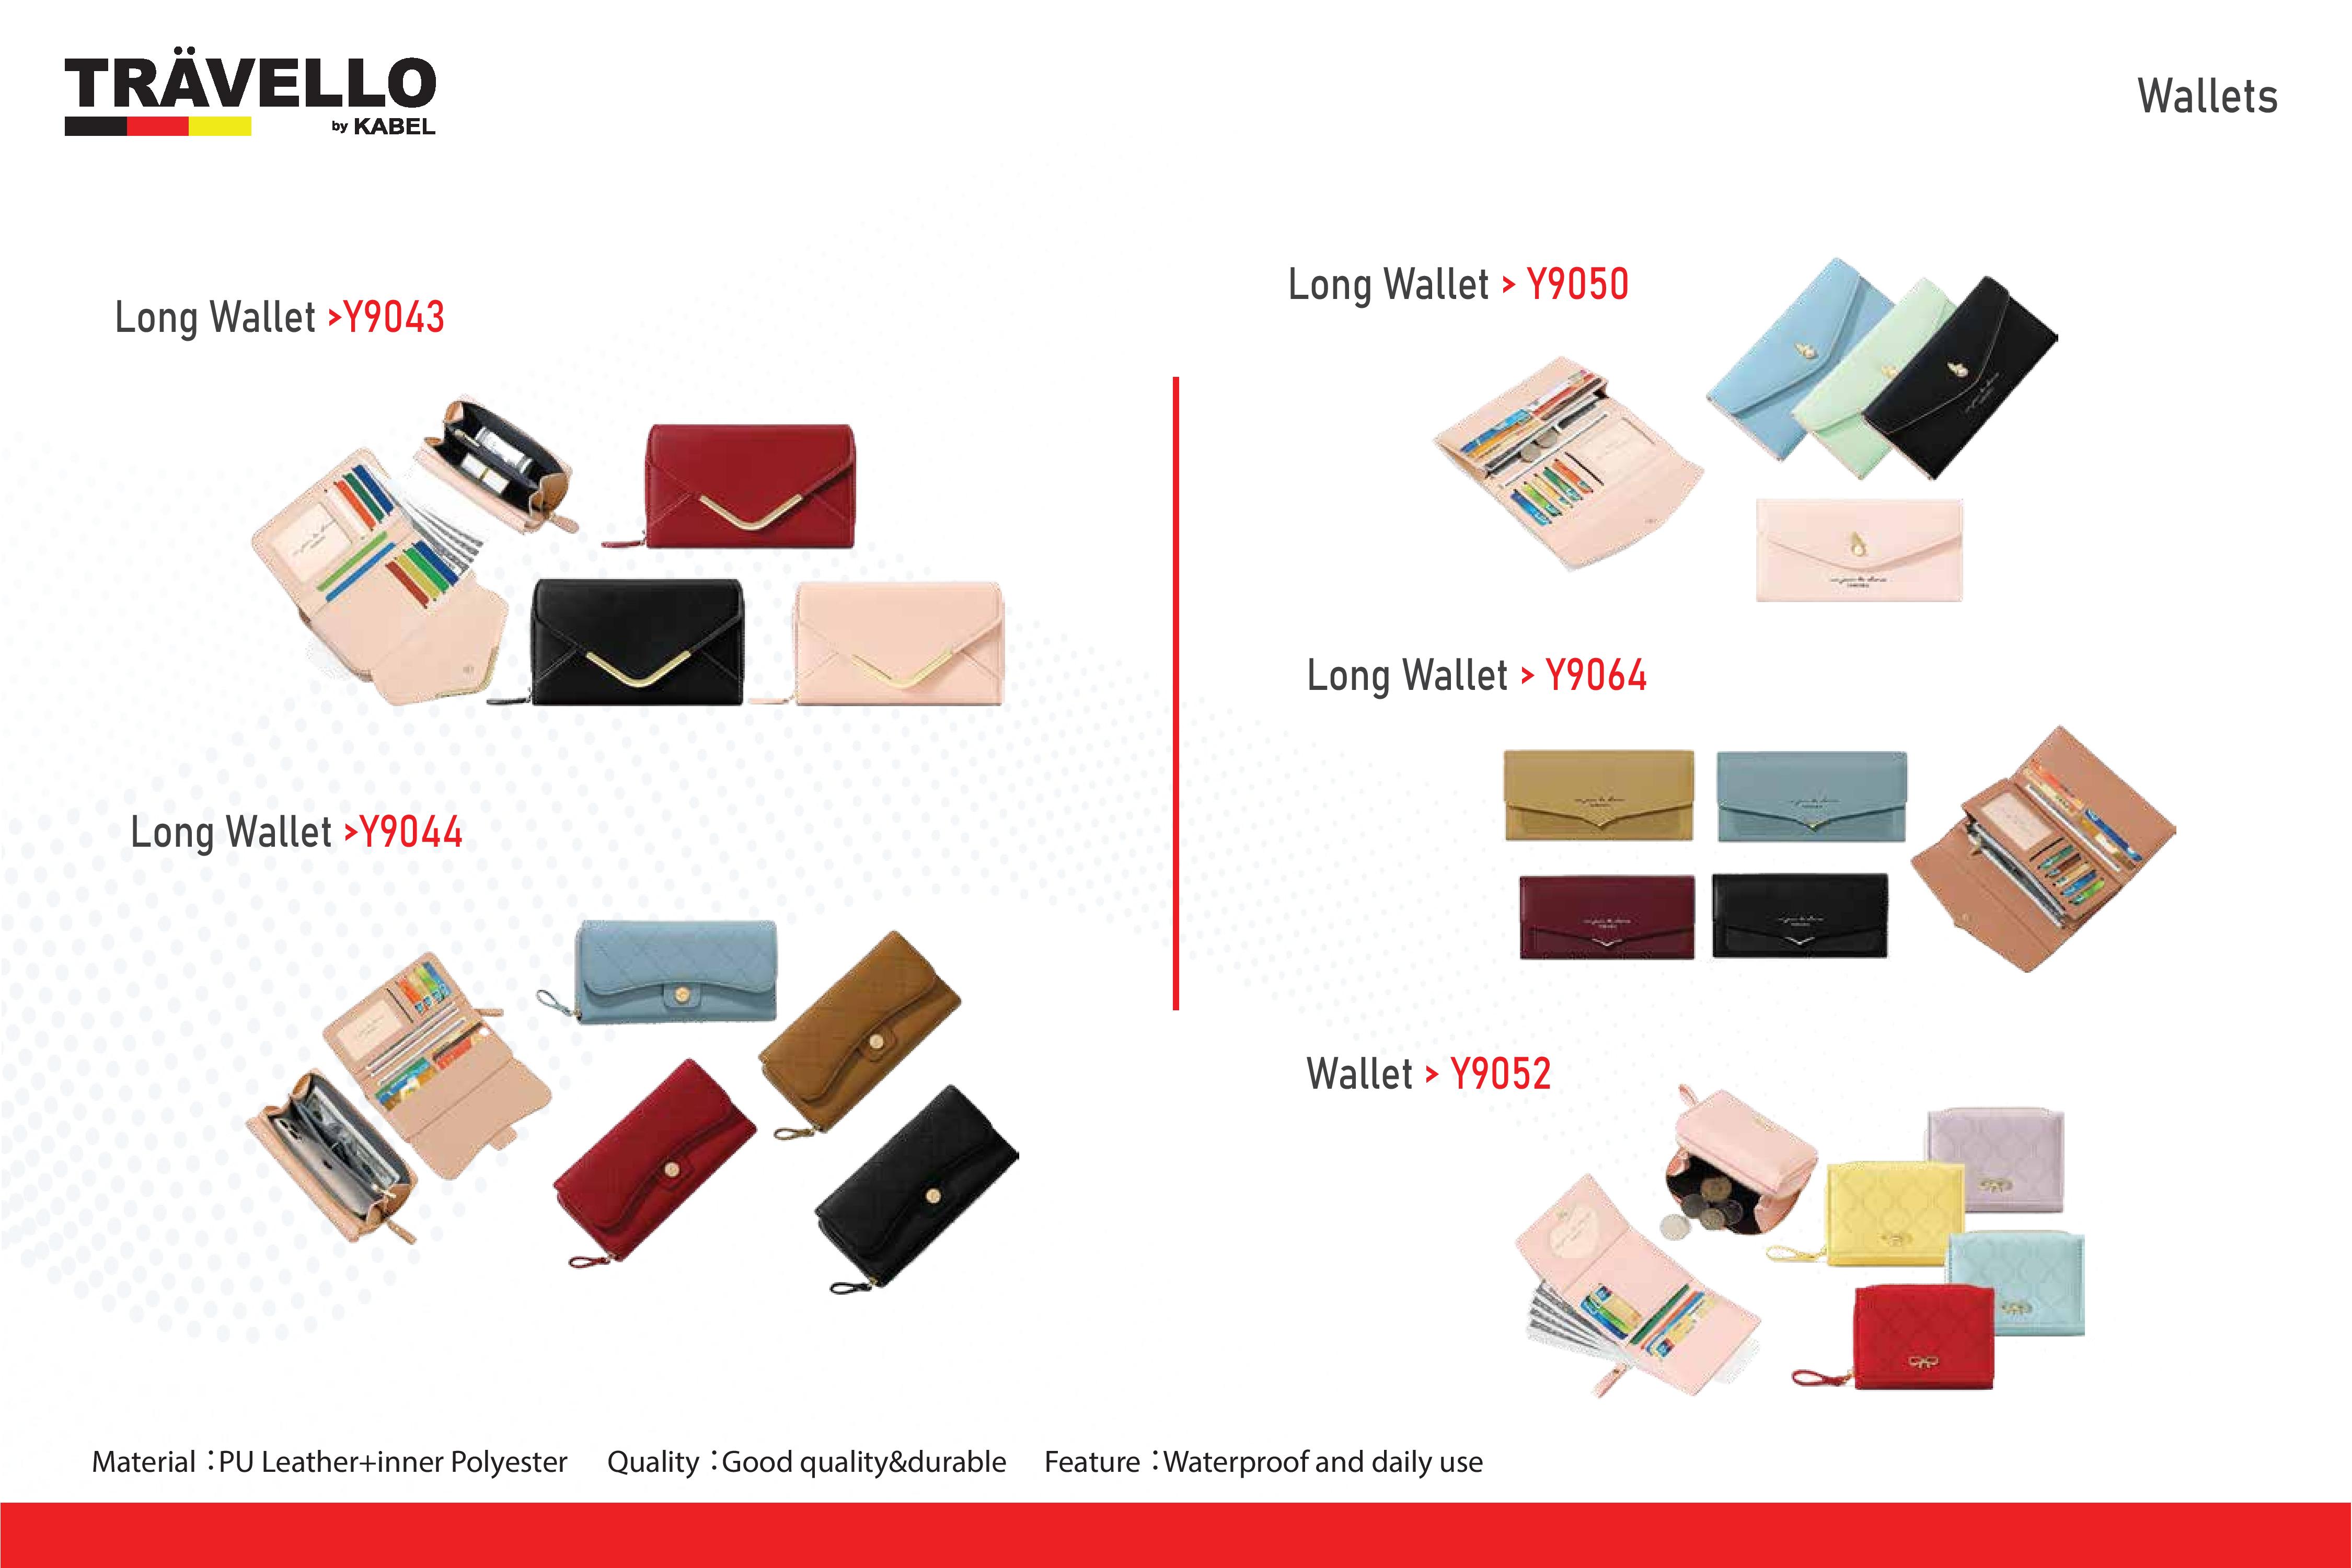 TRÄVELLO
by KABEL
Wallets
Long Wallet >Y9043
Long Wallet >Y9044
Long Wallet > Y9050
Long Wallet > Y9064
Wallet > Y9052
Material：PU Leather+inner Polyester Quality：Good quality&durable Feature：Waterproof and daily use